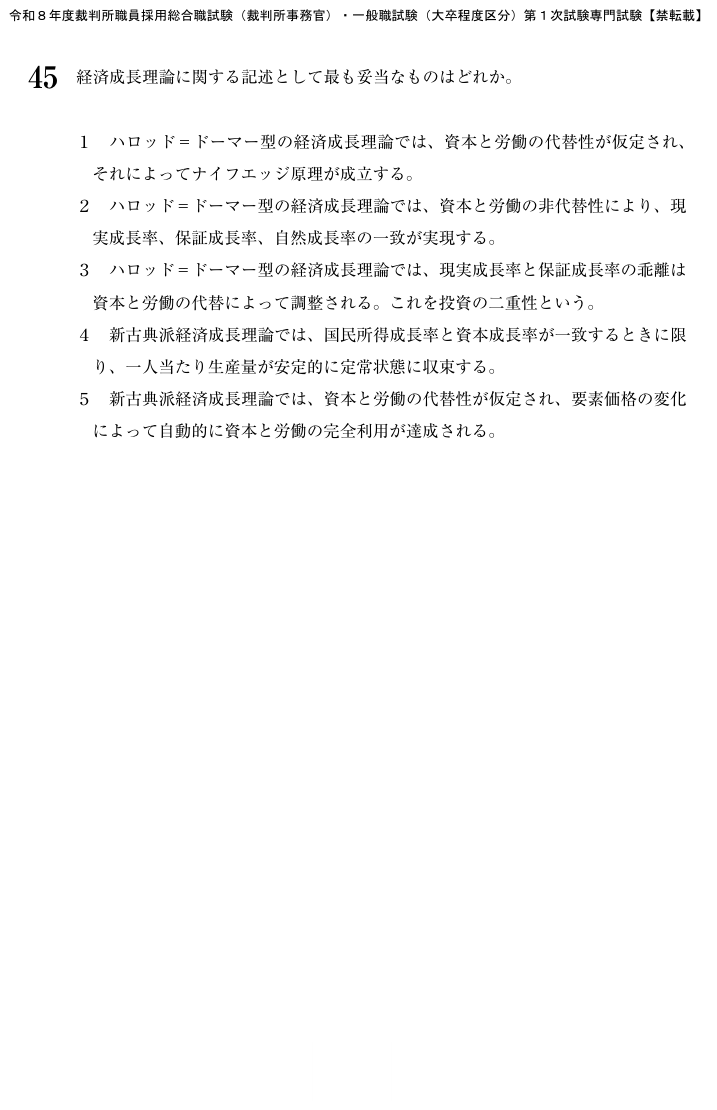 令和８年度裁判所職員採用総合職試験（裁判所事務官）・一般職試験（大卒程度区分）第１次試験専門試験【禁転載】
45　経済成長理論に関する記述として最も妥当なものはどれか。
１　ハロッド＝ドーマー型の経済成長理論では、資本と労働の代替性が仮定され、
それによってナイフエッジ原理が成立する。
２　ハロッド＝ドーマー型の経済成長理論では、資本と労働の非代替性により、現
実成長率、保証成長率、自然成長率の一致が実現する。
３　ハロッド＝ドーマー型の経済成長理論では、現実成長率と保証成長率の乖離は
資本と労働の代替によって調整される。これを投資の二重性という。
４　新古典派経済成長理論では、国民所得成長率と資本成長率が一致するときに限
り、一人当たり生産量が安定的に定常状態に収束する。
５　新古典派経済成長理論では、資本と労働の代替性が仮定され、要素価格の変化
によって自動的に資本と労働の完全利用が達成される。